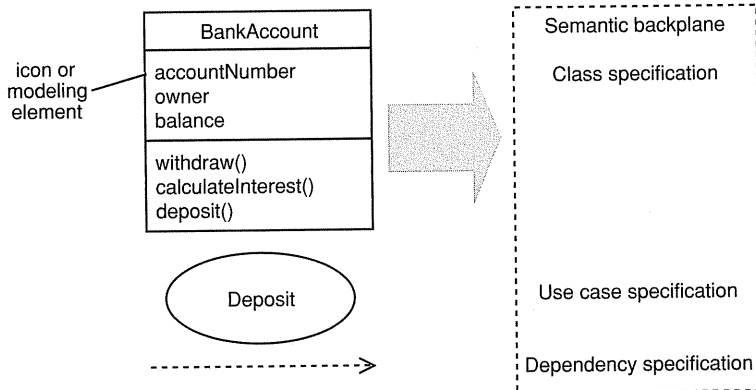 BankAccount
icon or
modeling
element
accountNumber
owner
balance
withdraw()
calculateInterest()
deposit()
Deposit
Semantic backplane
Class specification
Use case specification
Dependency specification